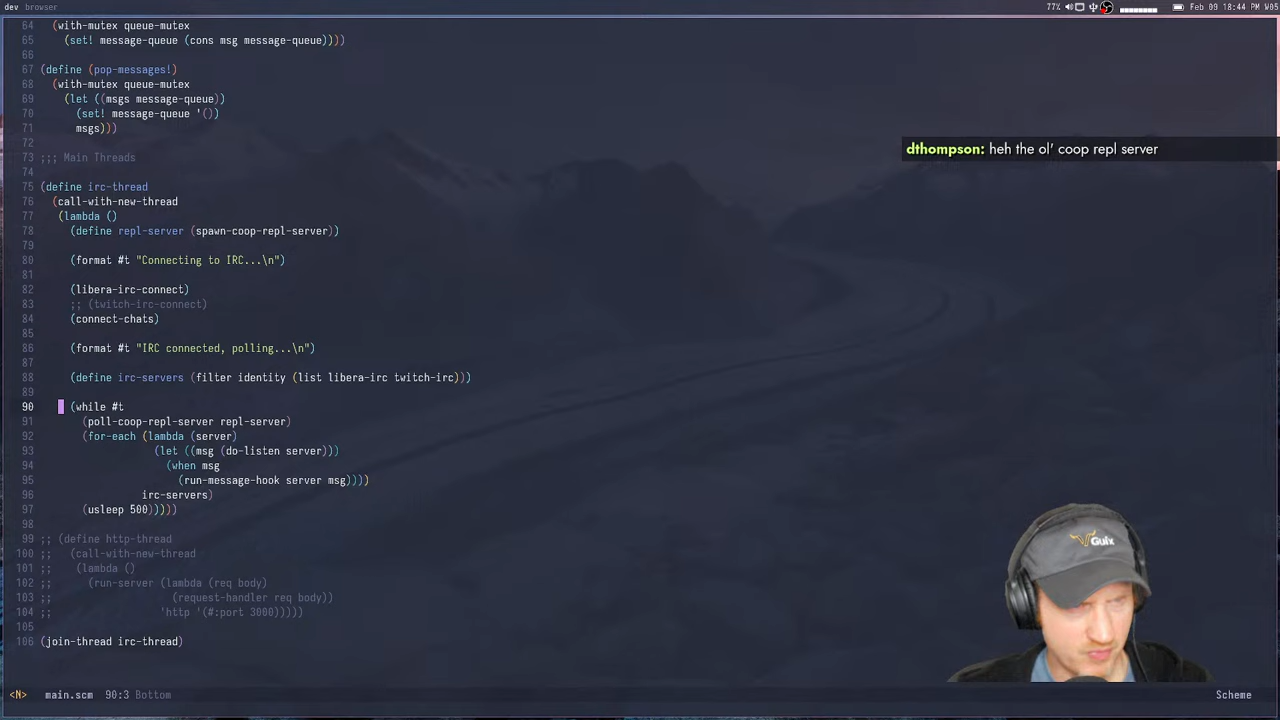 dev browser
77% Feb 09 18:44 W05
64 (with-mutex queue-mutex
65 (set! message-queue (cons msg message-queue))))
66
67 (define (pop-messages!)
68 (with-mutex queue-mutex
69 (let ((msgs message-queue))
70 (set! message-queue '())
71 msgs)))
72
73 ;;; Main Threads
74
75 (define irc-thread
76 (call-with-new-thread
77 (lambda ()
78 (define repl-server (spawn-coop-repl-server))
79
80 (format #t "Connecting to IRC...\n")
81
82 (libera-irc-connect)
83 ;; (twitch-irc-connect)
84 (connect-chats)
85
86 (format #t "IRC connected, polling...\n")
87
88 (define irc-servers (filter identity (list libera-irc twitch-irc)))
89
90 (while #t
91 (poll-coop-repl-server repl-server)
92 (for-each (lambda (server)
93 (let ((msg (do-listen server)))
94 (when msg
95 (run-message-hook server msg))))
96 irc-servers)
97 (usleep 500)))))
98
99 ;; (define http-thread
100 ;; (call-with-new-thread
101 ;; (lambda ()
102 ;; (run-server (lambda (req body)
103 ;; (request-handler req body))
104 ;; 'http '(#:port 3000)))))
105
106 (join-thread irc-thread)
dthompson: heh the ol' coop repl server
Guix
<N> main.scm 90:3 Bottom Scheme